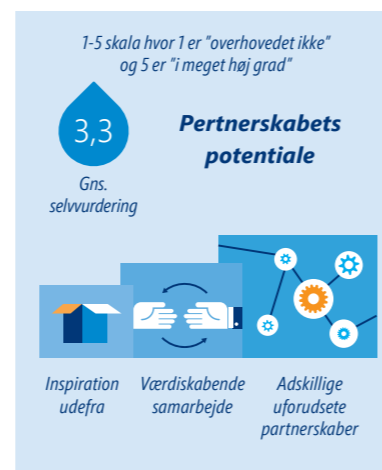 1-5 skala hvor 1 er "overhovedet ikke"
og 5 er "i meget høj grad"
3,3
Pertnerskabets
potentiale
Gns.
selvvurdering
Inspiration
udefra
Værdiskabende
samarbejde
Adskillige
uforudsete
partnerskaber